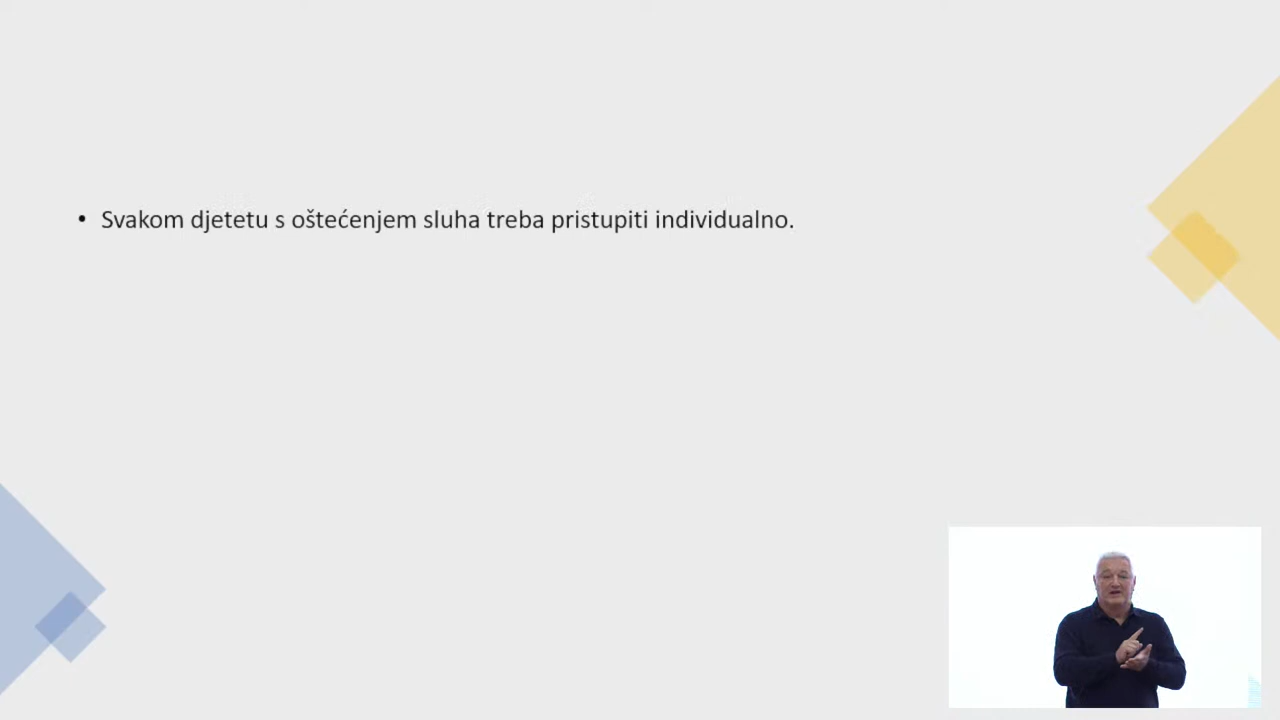 • Svakom djetetu s oštećenjem sluha treba pristupiti individualno.